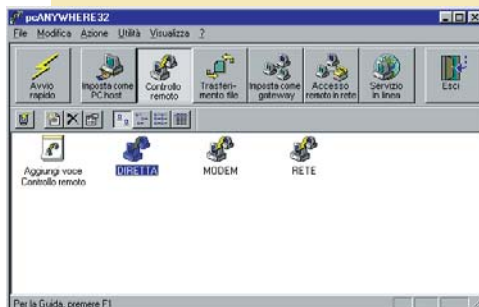 pcANYWHERE32
File Modifica Azione Utilità Visualizza ?
Avvio rapido
Imposta come PC host
Controllo remoto
Trasferimento file
Imposta come gateway
Accesso remoto in rete
Servizio in linea
Esci
Aggiungi voce Controllo remoto
DIRETTA
MODEM
RETE
Per la Guida, premere F1